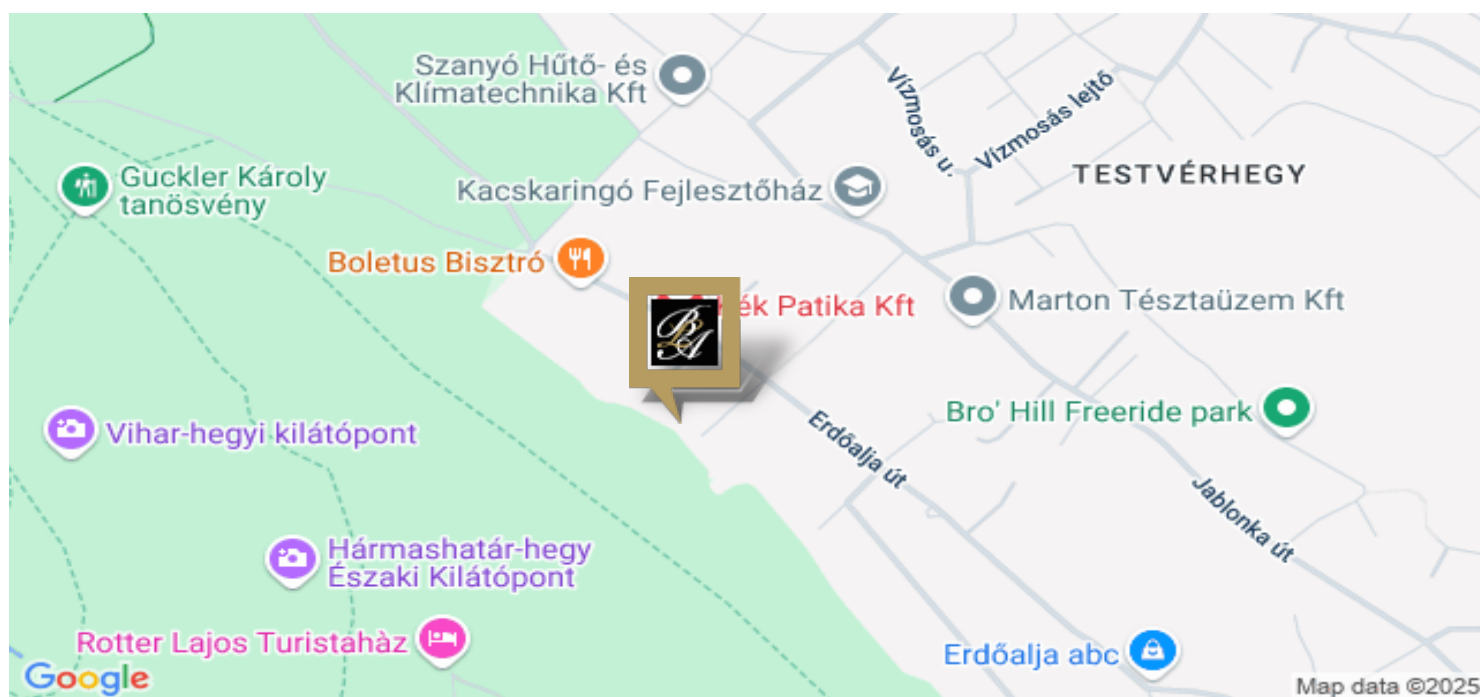 Szanyó Hűtő- és
Klímatechnika Kft
Vízmosás u.
Vízmosás lejtő
Guckler Károly
tanösvény
Kacskaringó Fejlesztőház
TESTVÉRHEGY
Boletus Bisztró
Patika Kft
Marton Tésztaüzem Kft
BLA
Vihar-hegyi kilátópont
Erdőalja út
Bro' Hill Freeride park
Jablonka út
Hármashatár-hegy
Északi Kilátópont
Rotter Lajos Turistaházˋ
Erdőalja abc
Google
Map data ©2025